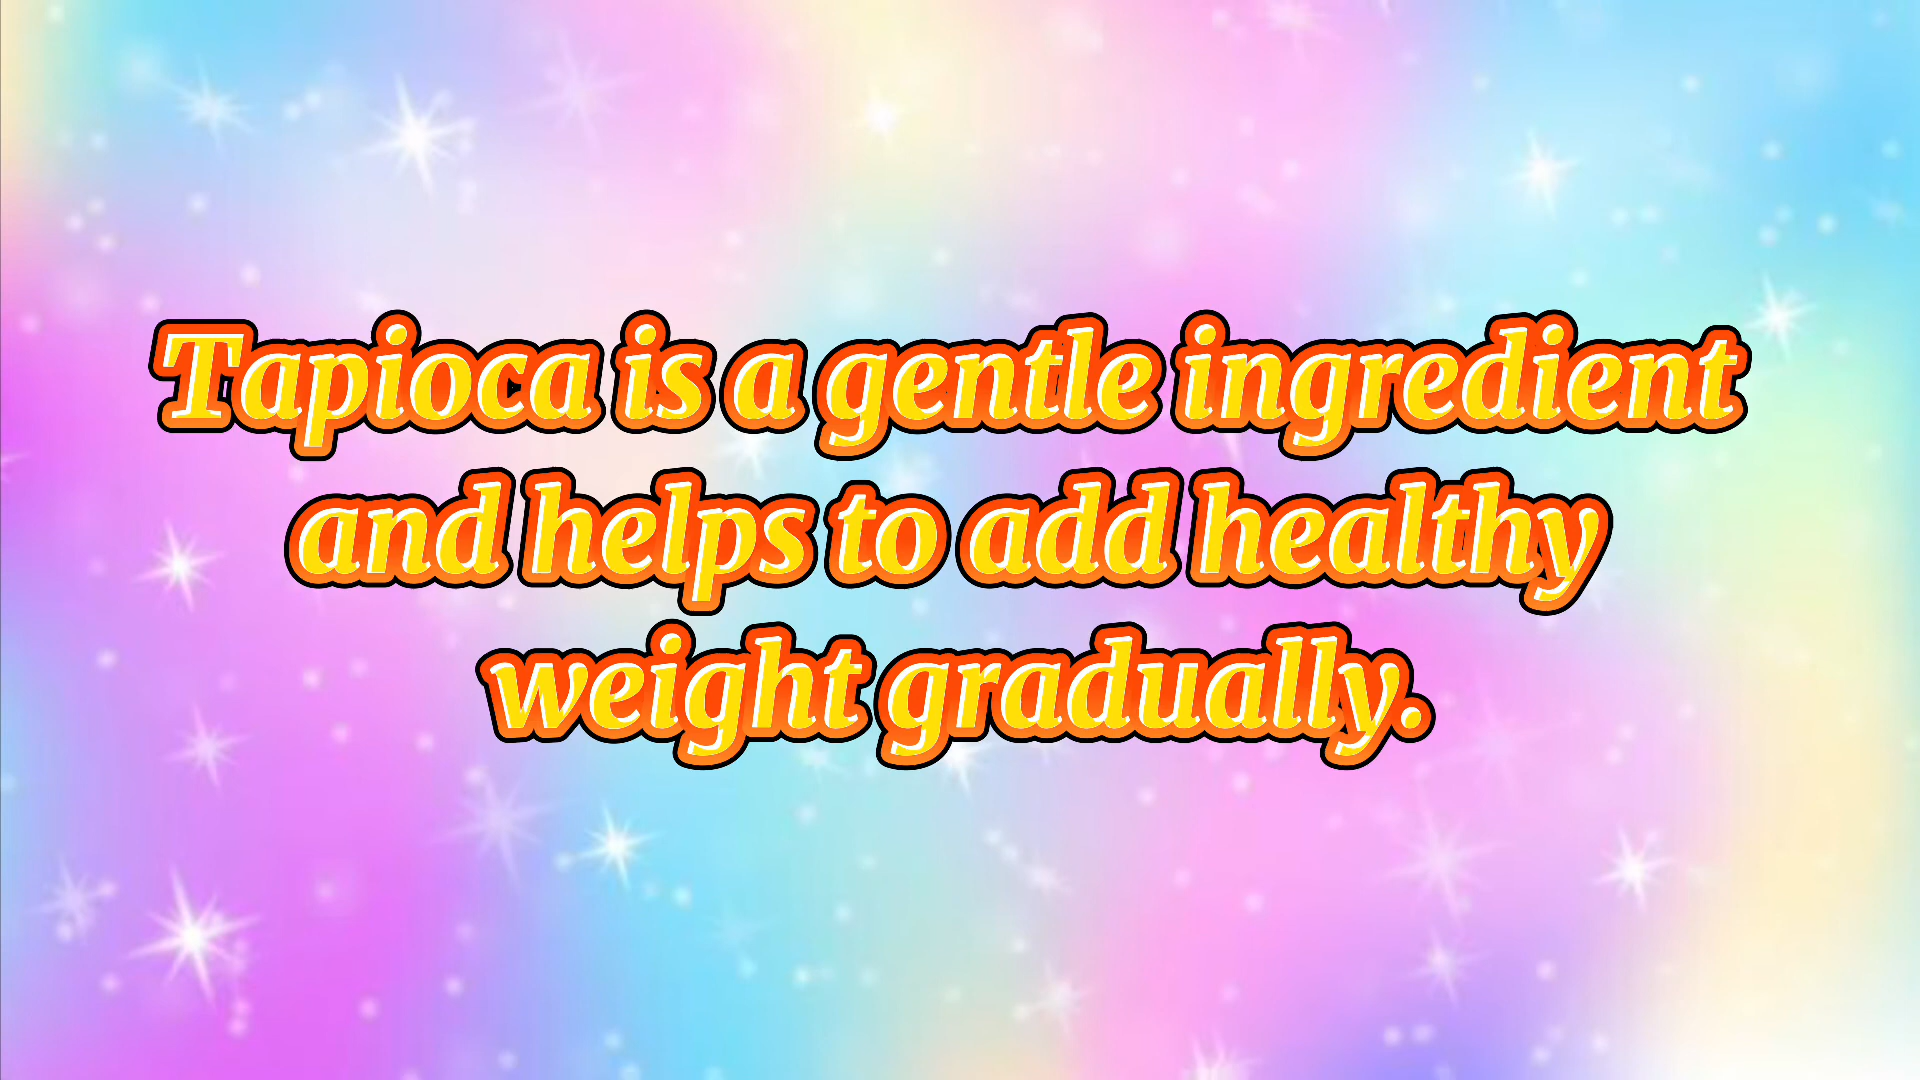 Tapioca is a gentle ingredient
and helps to add healthy
weight gradually.